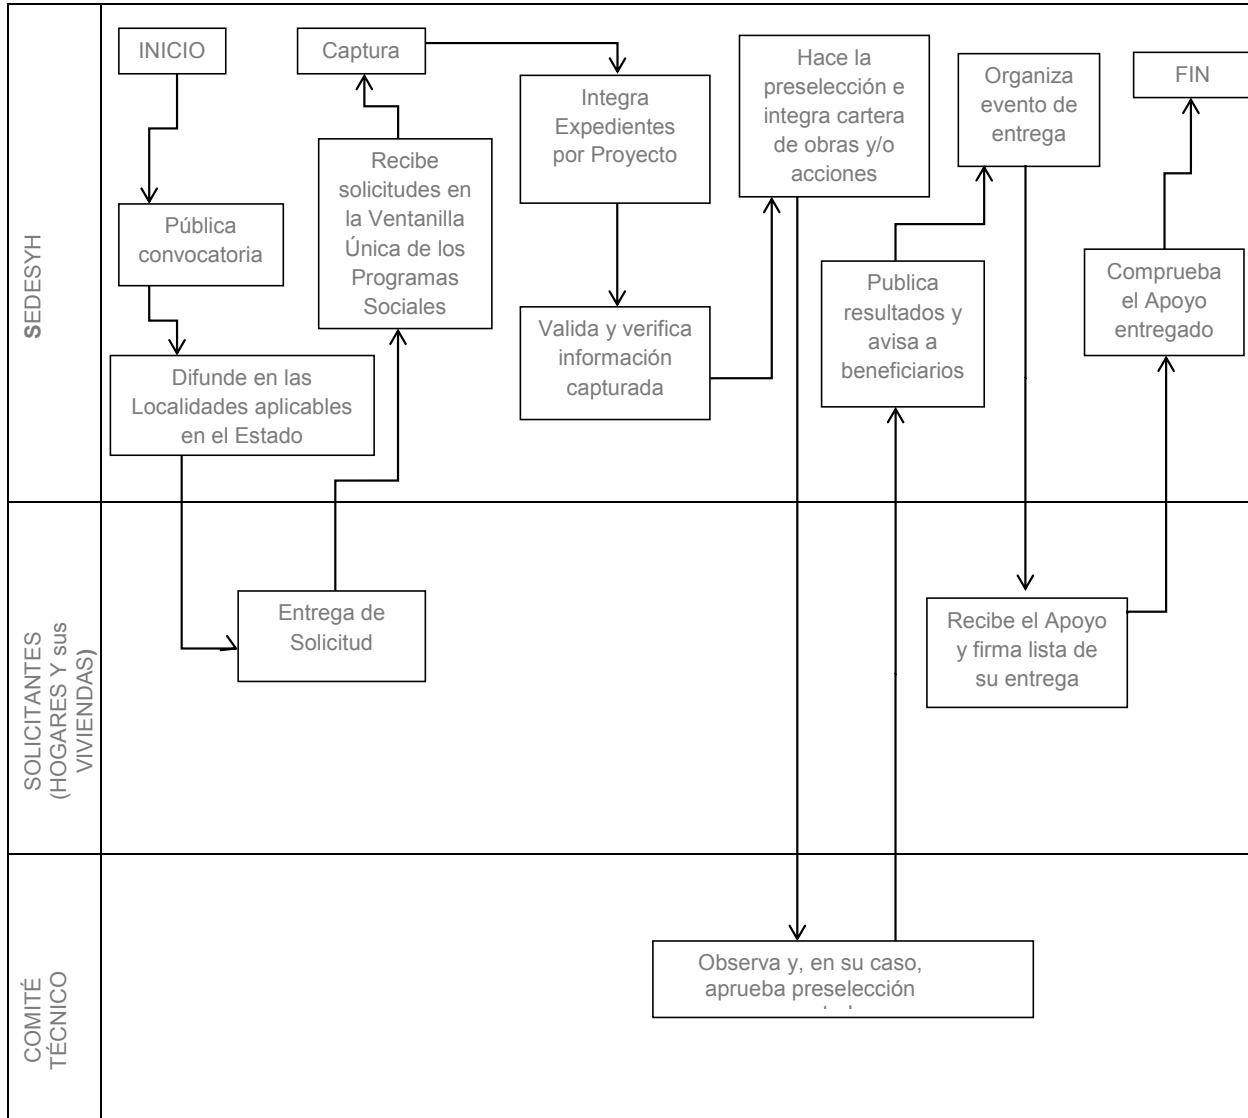 SEDESYH
INICIO
Pública
convocatoria
Difunde en las
Localidades aplicables
en el Estado
Captura
Recibe
solicitudes en
la Ventanilla
Única de los
Programas
Sociales
Integra
Expedientes
por Proyecto
Valida y verifica
información
capturada
Hace la
preselección e
integra cartera
de obras y/o
acciones
Publica
resultados y
avisa a
beneficiarios
Organiza
evento de
entrega
Comprueba
el Apoyo
entregado
FIN
SOLICITANTES
(HOGARES Y sus
VIVIENDAS)
Entrega de
Solicitud
Recibe el Apoyo
y firma lista de
su entrega
COMITÉ
TÉCNICO
Observa y, en su caso,
aprueba preselección